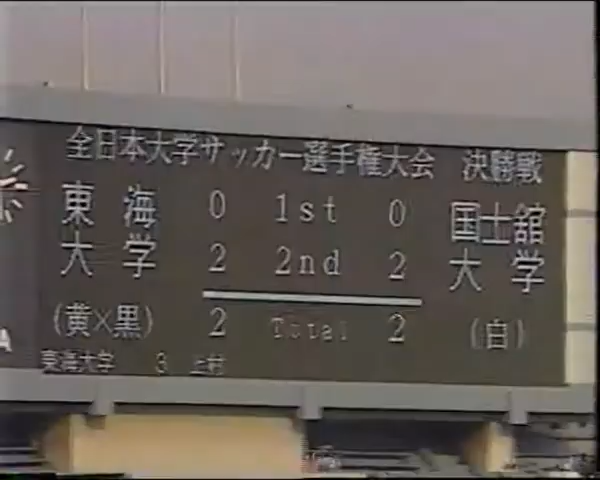 全日本大学サッカー選手権大会 決勝戦
東海 0 1st 0 国士舘
大学 2 2nd 2 大学
(黄×黒) 2 Total 2 (白)
東海大学 3 上村